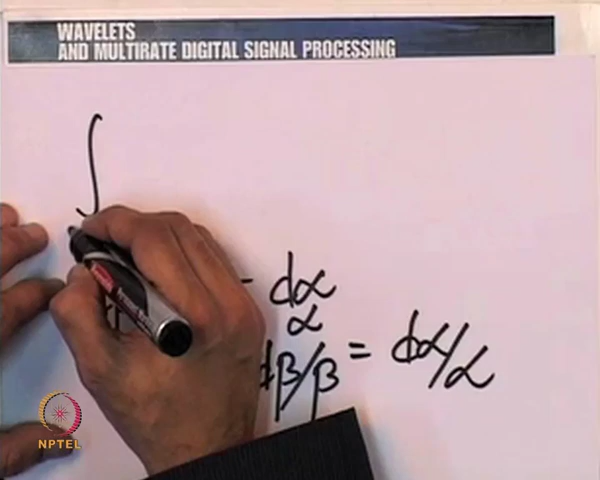 WAVELETS
AND MULTIRATE DIGITAL SIGNAL PROCESSING
∫
dα
α
dβ/β = dα/α
NPTEL